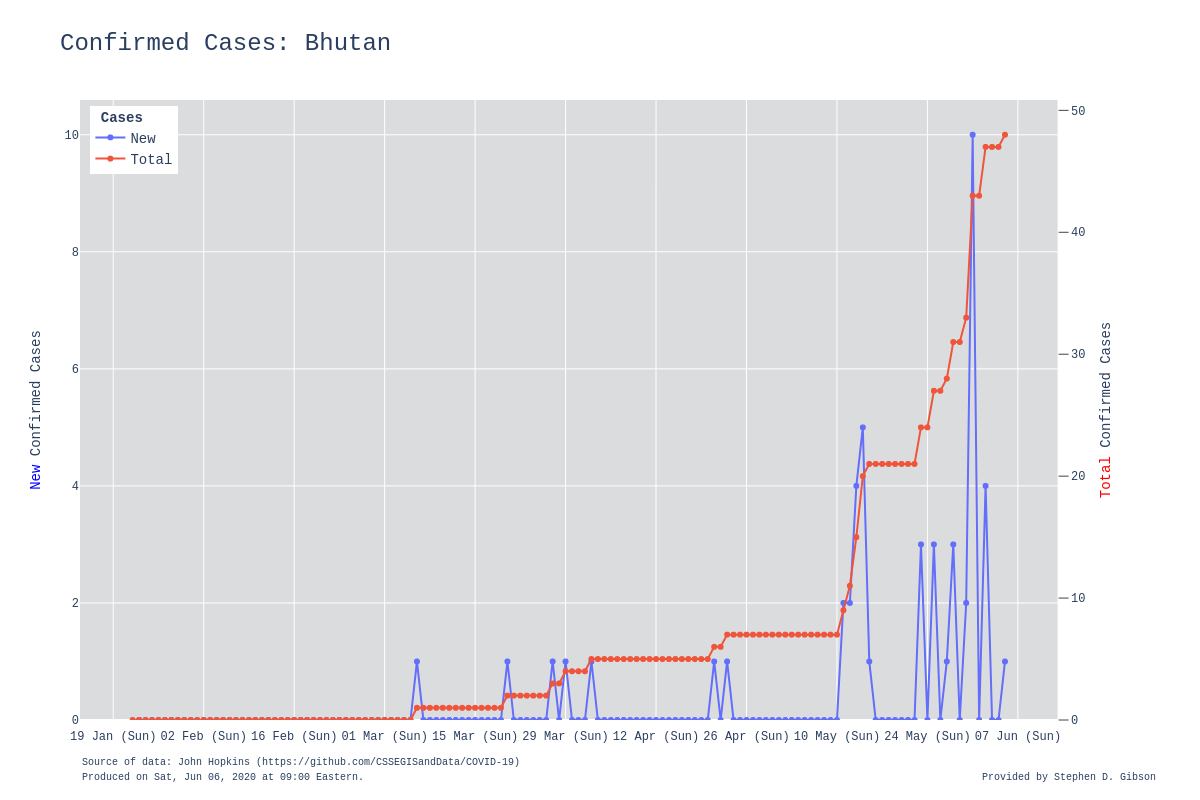 Confirmed Cases: Bhutan
Cases
New
Total
10
8
6
4
2
0
50
40
30
20
10
0
New Confirmed Cases
Total Confirmed Cases
19 Jan (Sun) 02 Feb (Sun) 16 Feb (Sun) 01 Mar (Sun) 15 Mar (Sun) 29 Mar (Sun) 12 Apr (Sun) 26 Apr (Sun) 10 May (Sun) 24 May (Sun) 07 Jun (Sun)
Source of data: John Hopkins (https://github.com/CSSEGISandData/COVID-19)
Produced on Sat, Jun 06, 2020 at 09:00 Eastern.
Provided by Stephen D. Gibson